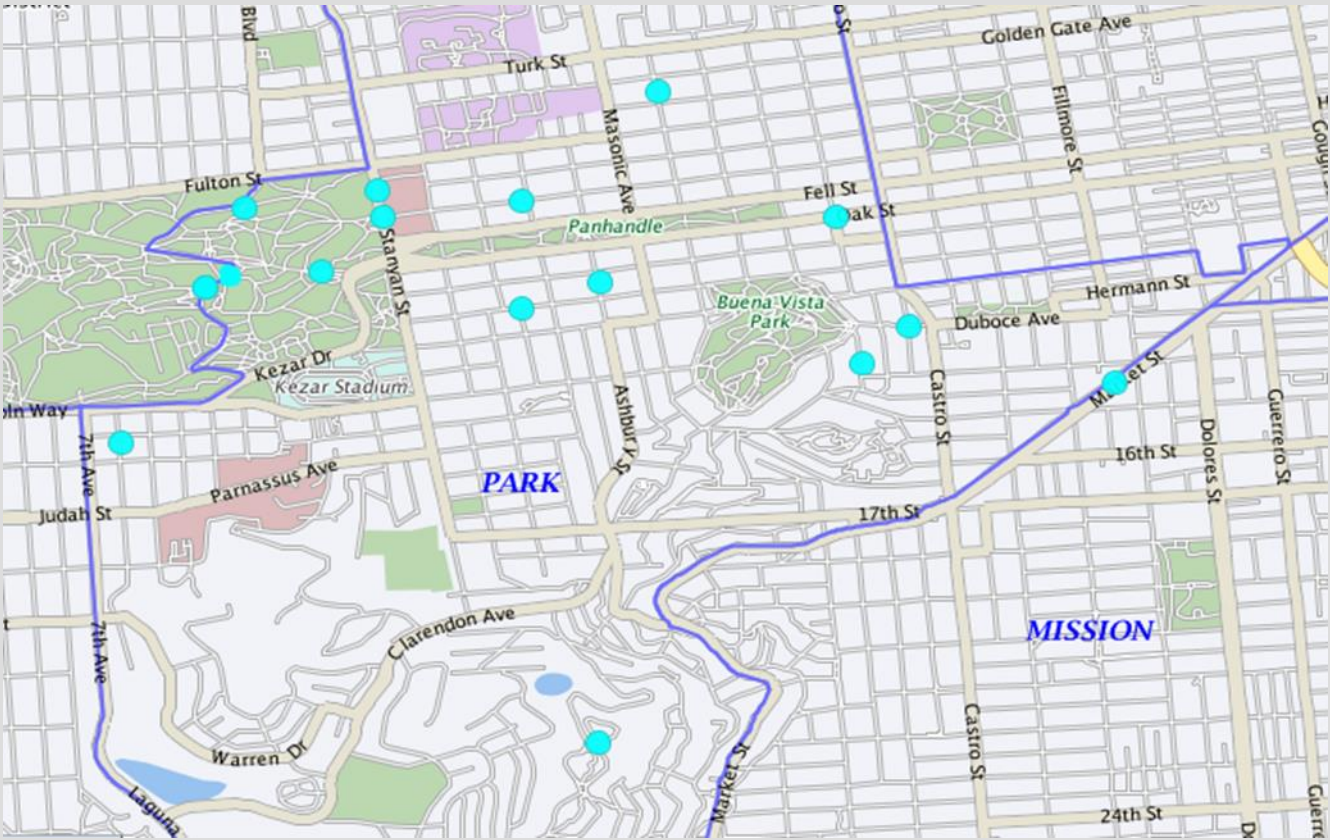 Blvd
Golden Gate Ave
Turk St
Masonic Ave
Fillmore St
Fulton St
Fell St
Oak St
Panhandle
Stanyan St
Hermann St
Buena Vista
Park
Duboce Ave
Kezar Dr
Kezar Stadium
Market St
Castro St
Ashbury St
Guerrero St
Dolores St
7th Ave
16th St
Parnassus Ave
PARK
Judah St
17th St
7th Ave
Clarendon Ave
MISSION
Castro St
Warren Dr
Market St
Laguna
24th St